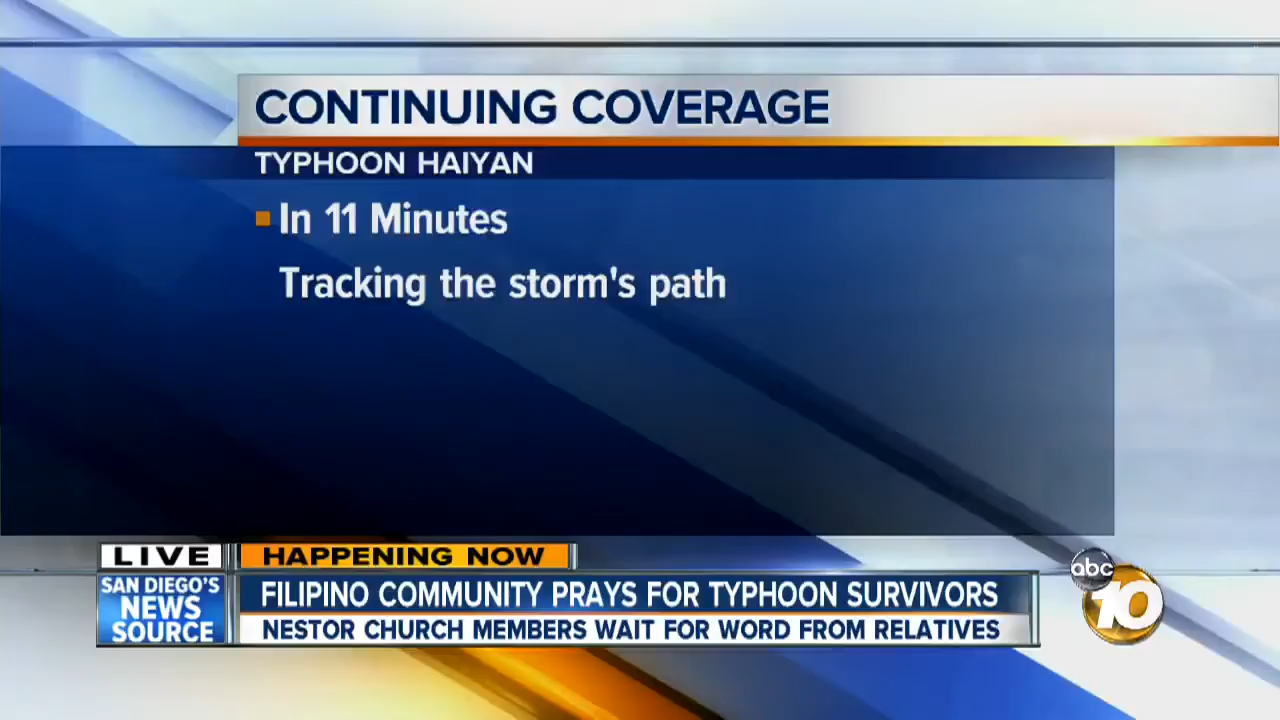 CONTINUING COVERAGE
TYPHOON HAIYAN
In 11 Minutes
Tracking the storm's path
LIVE
HAPPENING NOW
SAN DIEGO'S
NEWS
SOURCE
FILIPINO COMMUNITY PRAYS FOR TYPHOON SURVIVORS
NESTOR CHURCH MEMBERS WAIT FOR WORD FROM RELATIVES
abc
10